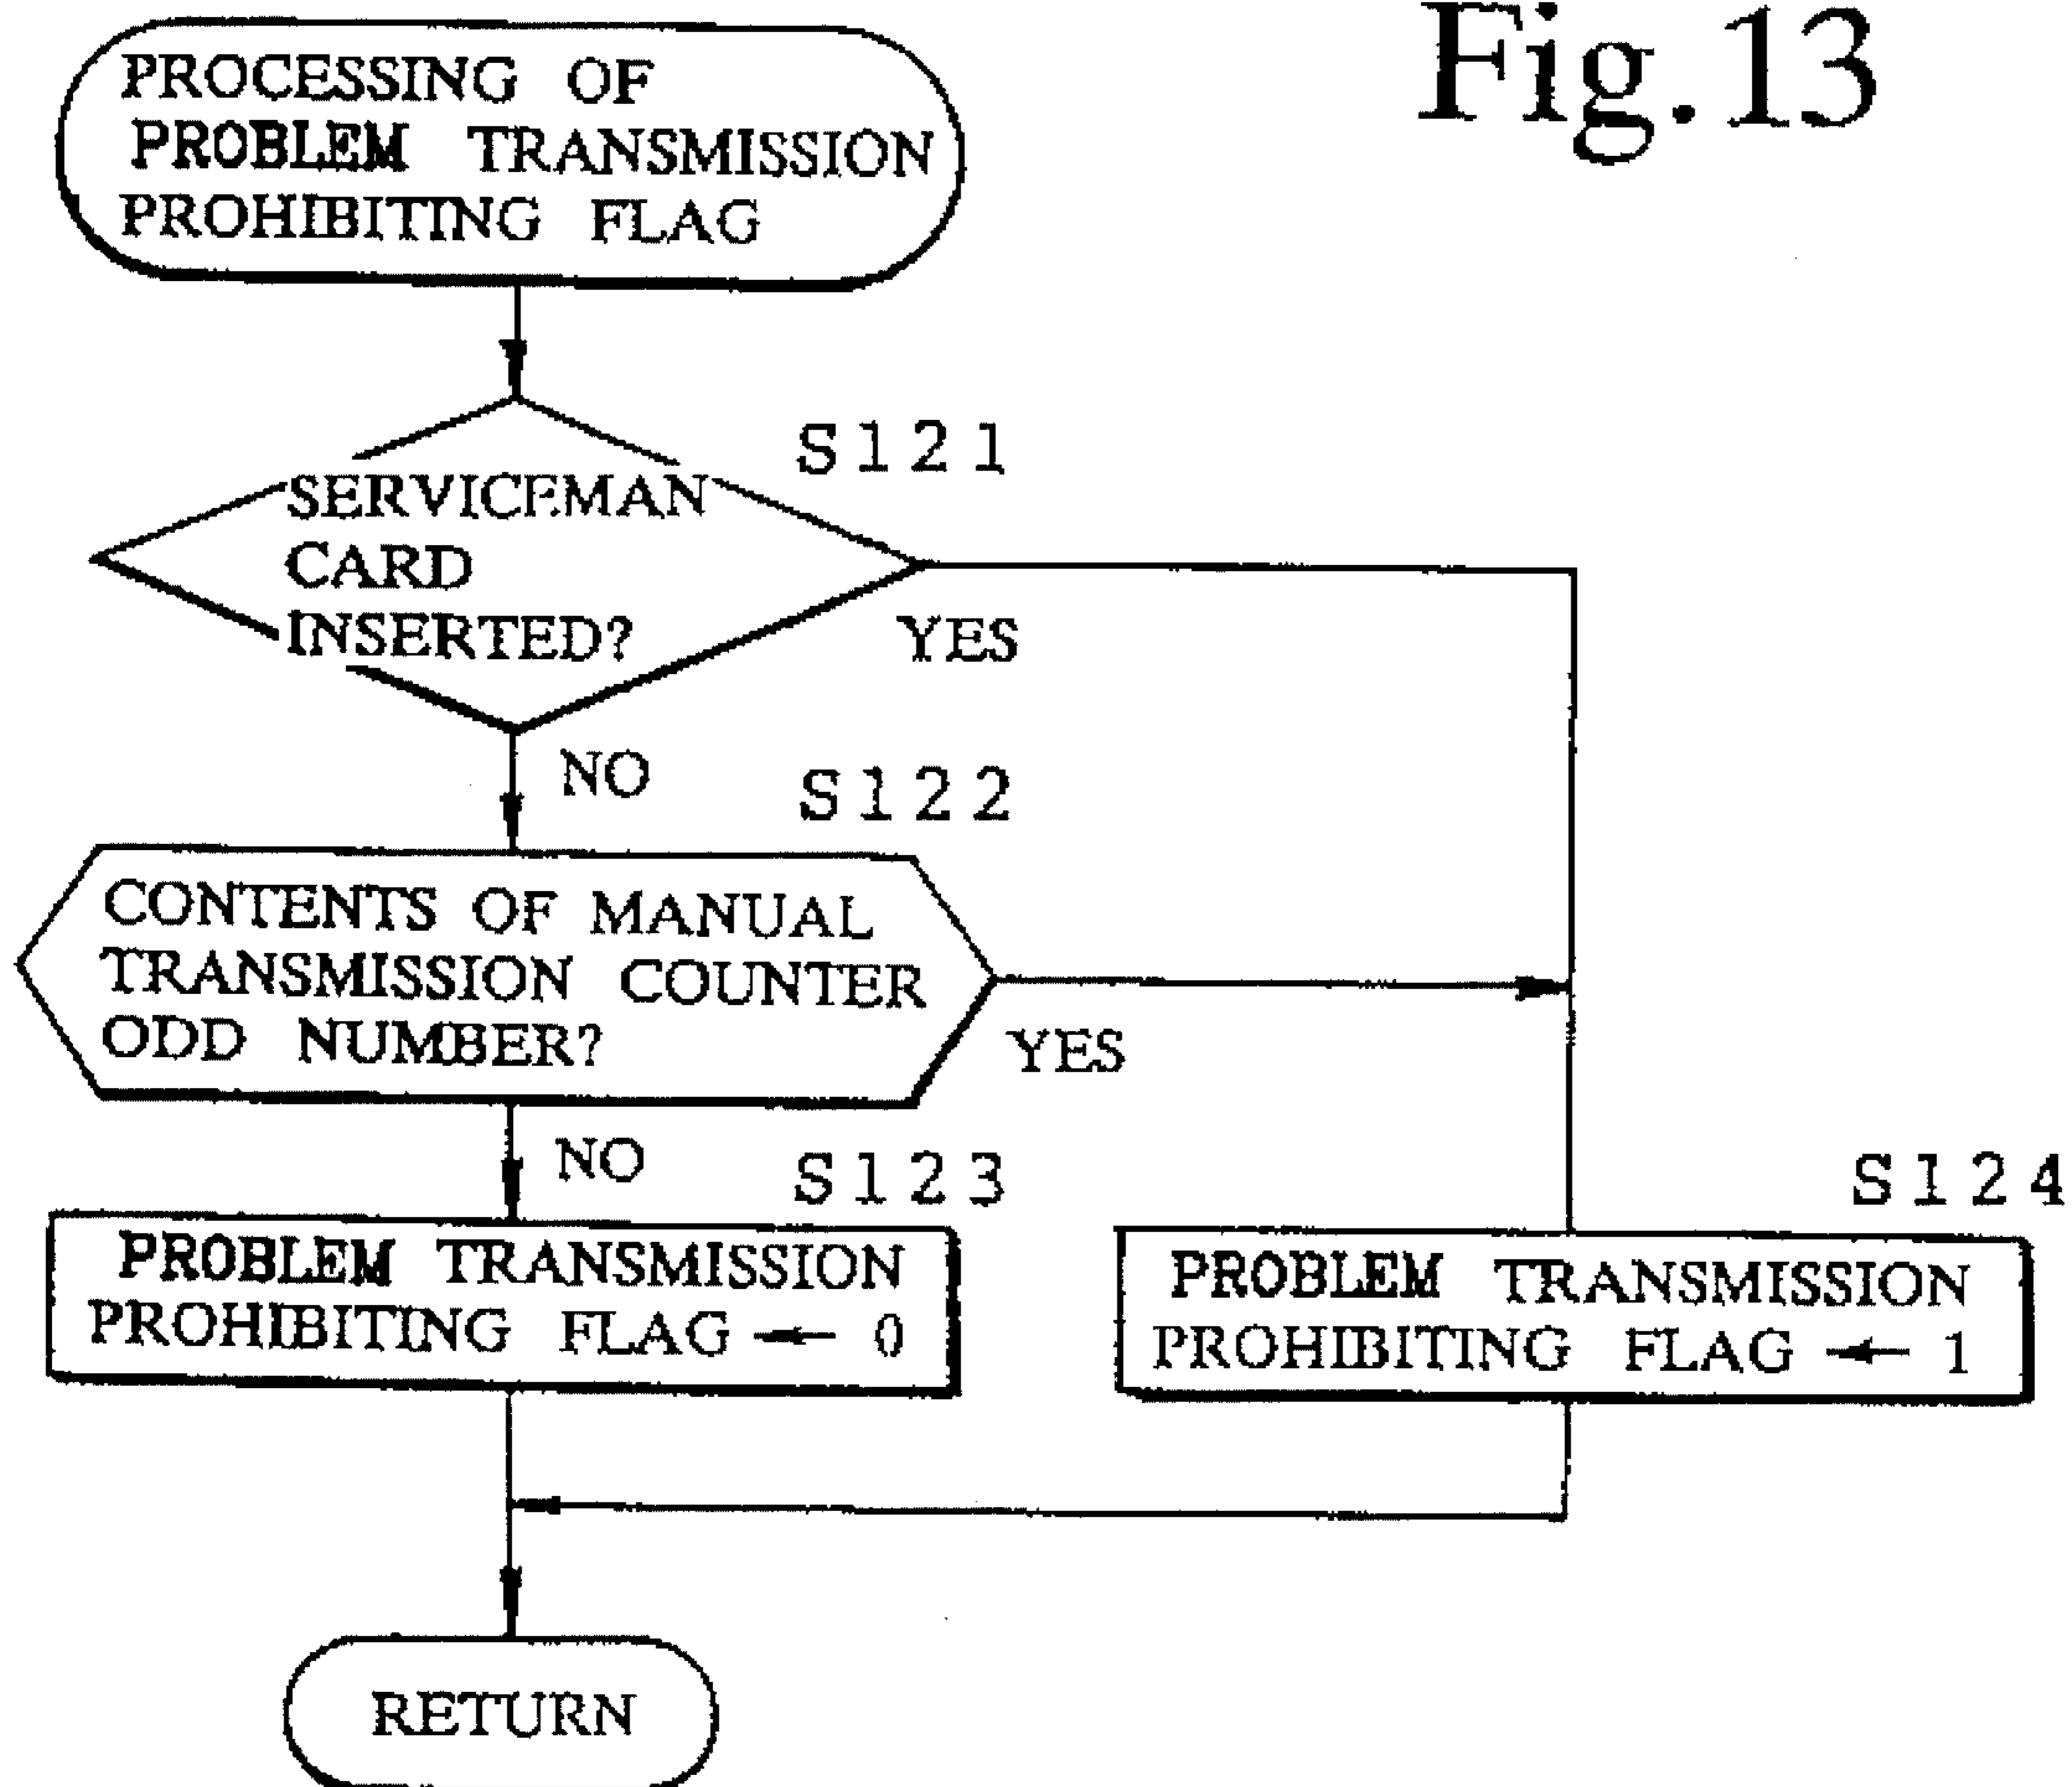 Fig.13
PROCESSING OF
PROBLEM TRANSMISSION
PROHIBITING FLAG
S121
SERVICEMAN
CARD
INSERTED?
YES
NO
S122
CONTENTS OF MANUAL
TRANSMISSION COUNTER
ODD NUMBER?
YES
NO
S123
PROBLEM TRANSMISSION
PROHIBITING FLAG ← 0
S124
PROBLEM TRANSMISSION
PROHIBITING FLAG ← 1
RETURN